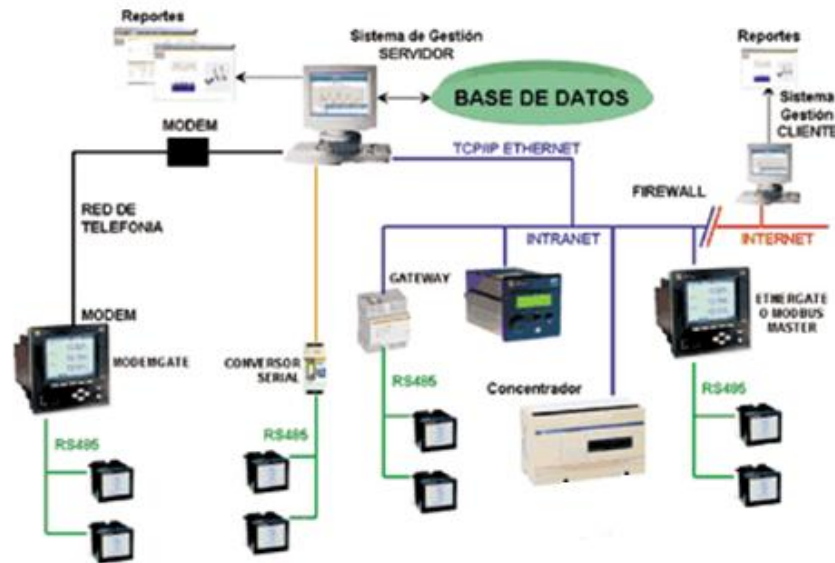 Reportes
Sistema de Gestión
SERVIDOR
Reportes
BASE DE DATOS
Sistema
Gestión
CLIENTE
MODEM
TCP/IP ETHERNET
RED DE
TELEFONIA
FIREWALL
INTRANET
INTERNET
GATEWAY
MODEM
MODEMGATE
CONVERSOR
SERIAL
ETHERGATE
O MODBUS
MASTER
Concentrador
RS485
RS485
RS485
RS485